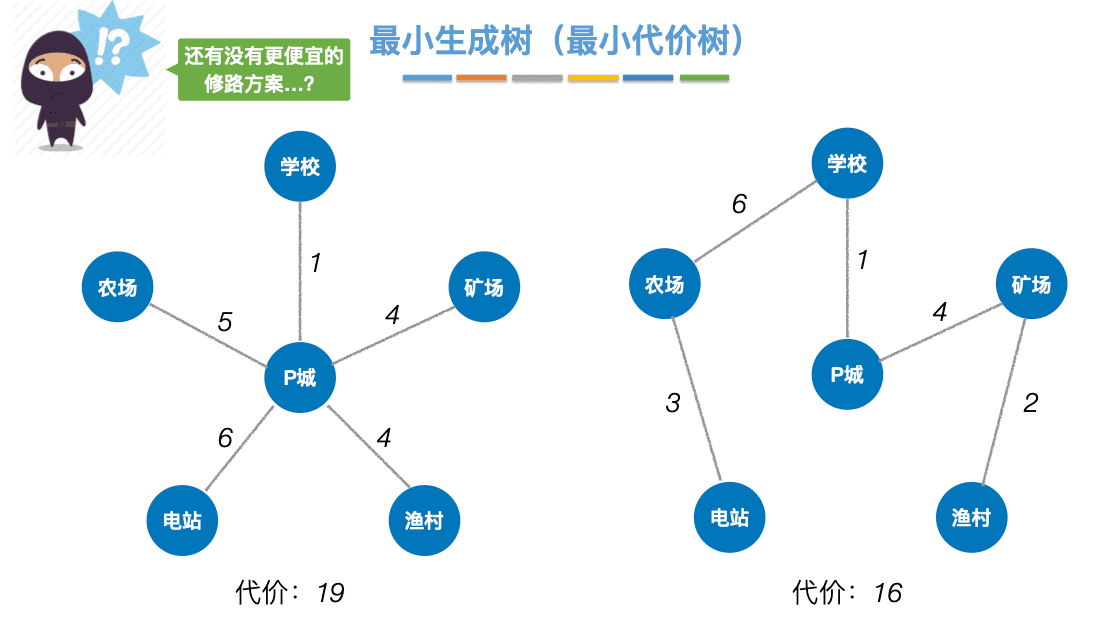 !?
还有没有更便宜的
修路方案...?
最小生成树（最小代价树）
学校
1
农场
5
矿场
4
P城
6
4
电站
渔村
代价：19
学校
6
1
农场
矿场
4
P城
3
2
电站
渔村
代价：16